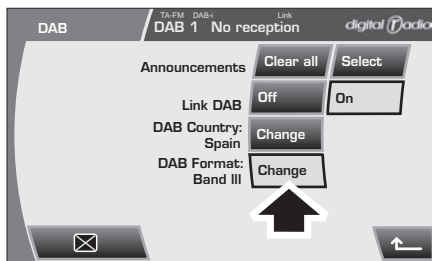 TA-FM DAB-i Link
DAB DAB 1 No reception digital radio
Announcements Clear all Select
Link DAB Off On
DAB Country:
Spain Change
DAB Format:
Band III Change